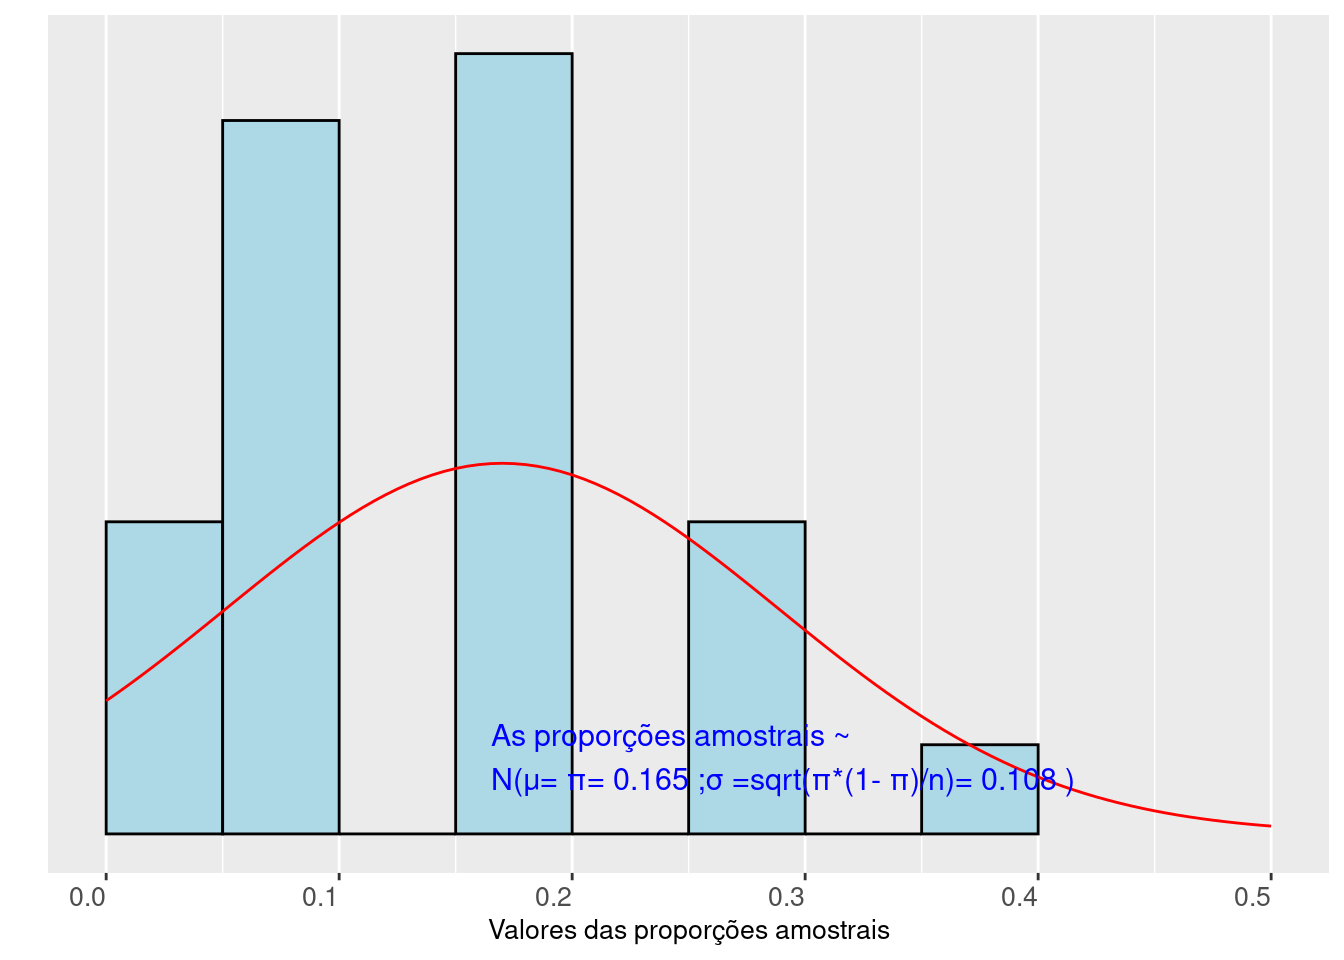 As proporções amostrais ~
N(μ= π= 0.165 ;σ =sqrt(π*(1- π)/n)= 0.108 )
0.0 0.1 0.2 0.3 0.4 0.5
Valores das proporções amostrais